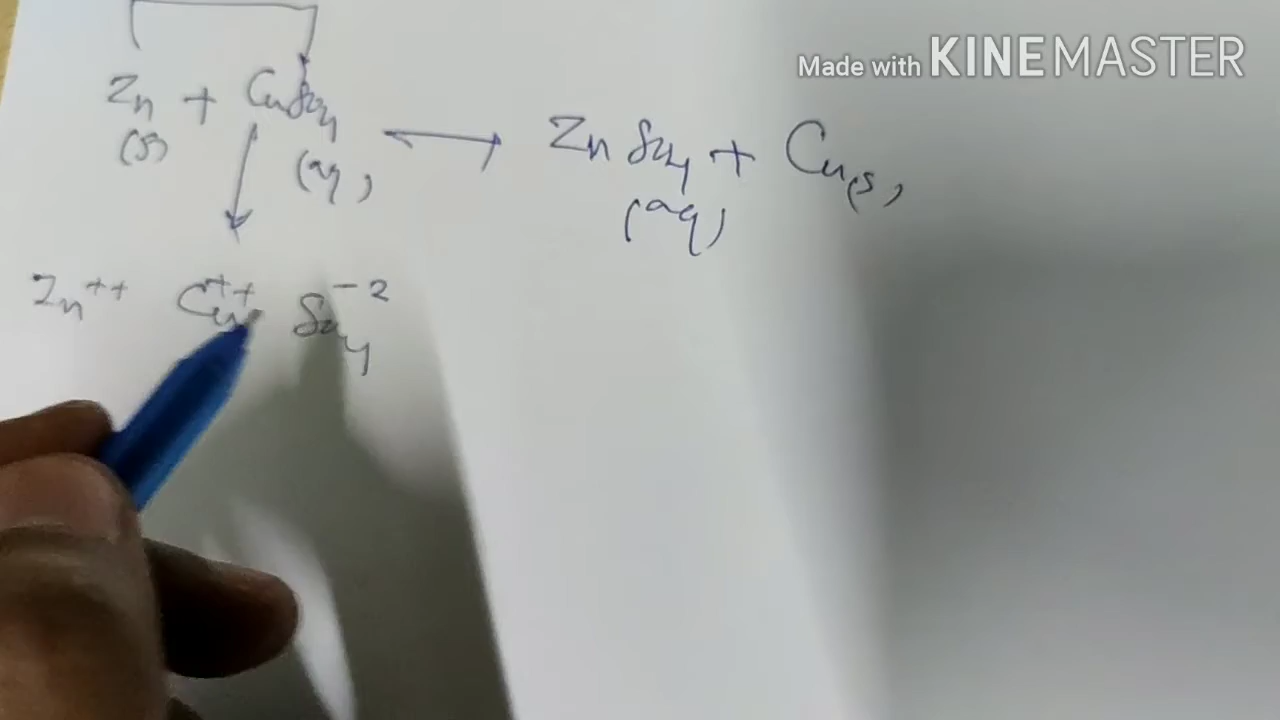 Made with KINEMASTER
Zn + CuSO4 ⟷ ZnSO4 + Cu(s)
(s) (aq) (aq)
Zn++ Cu++ SO4-2